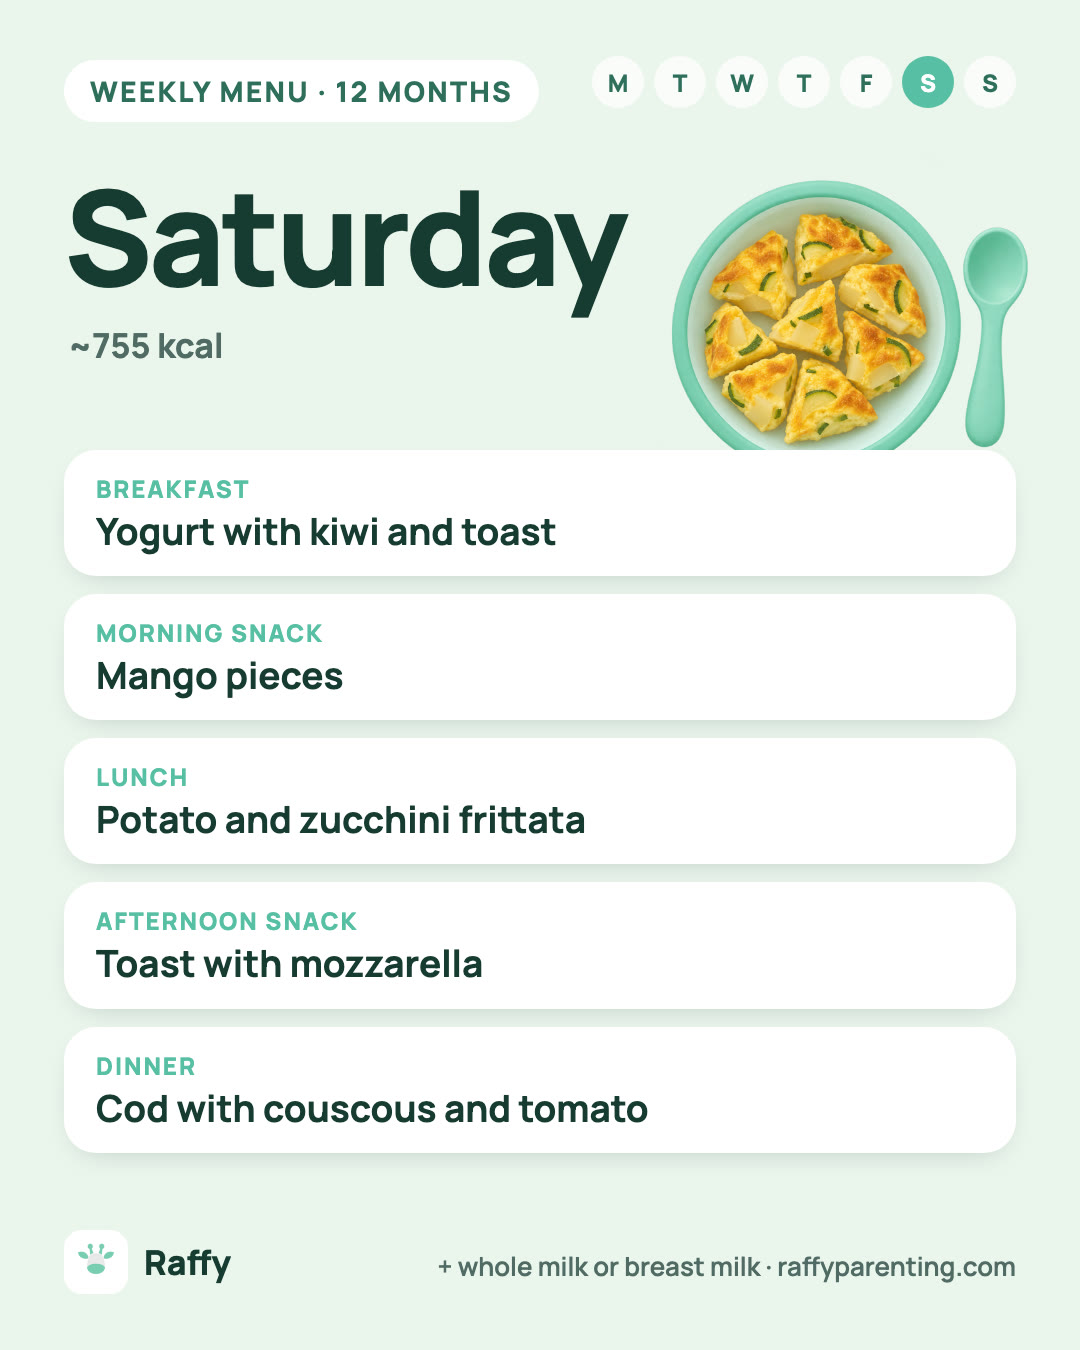 WEEKLY MENU · 12 MONTHS
M T W T F S S
Saturday
~755 kcal
BREAKFAST
Yogurt with kiwi and toast
MORNING SNACK
Mango pieces
LUNCH
Potato and zucchini frittata
AFTERNOON SNACK
Toast with mozzarella
DINNER
Cod with couscous and tomato
Raffy
+ whole milk or breast milk · raffyparenting.com